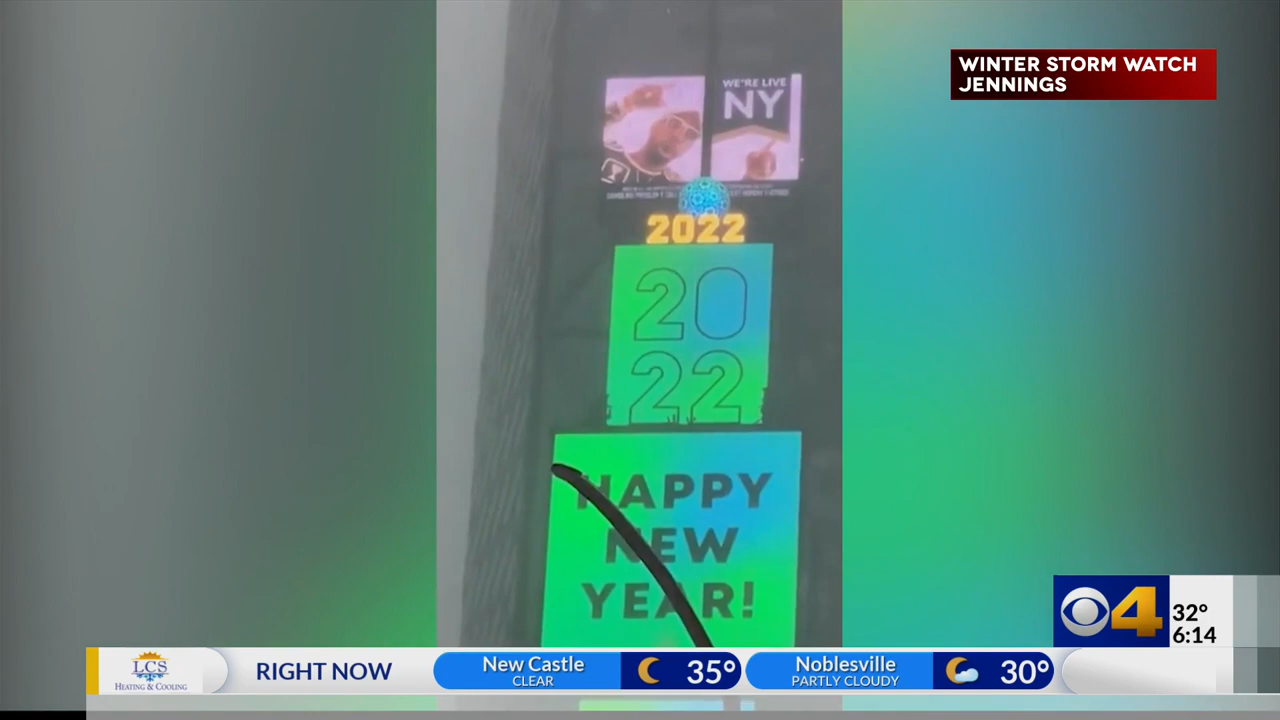 WINTER STORM WATCH
JENNINGS
WE'RE LIVE
NY
2022
20
22
HAPPY
NEW
YEAR!
4
32°
6:14
LCS
HEATING & COOLING
RIGHT NOW
New Castle
CLEAR
35°
Noblesville
PARTLY CLOUDY
30°